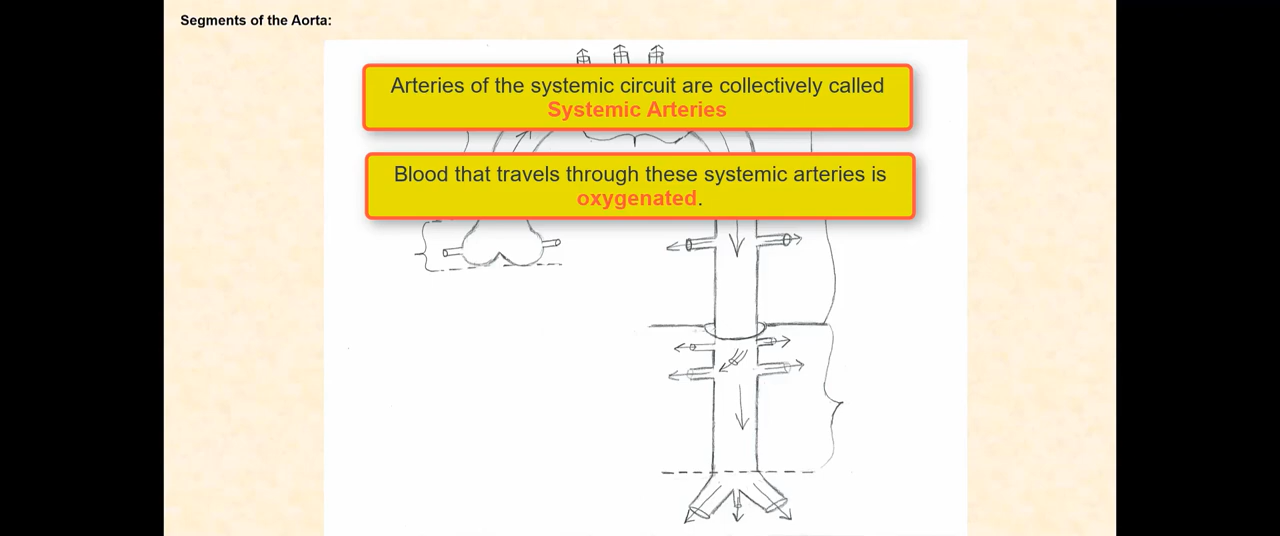 Segments of the Aorta:
Arteries of the systemic circuit are collectively called
Systemic Arteries
Blood that travels through these systemic arteries is
oxygenated.